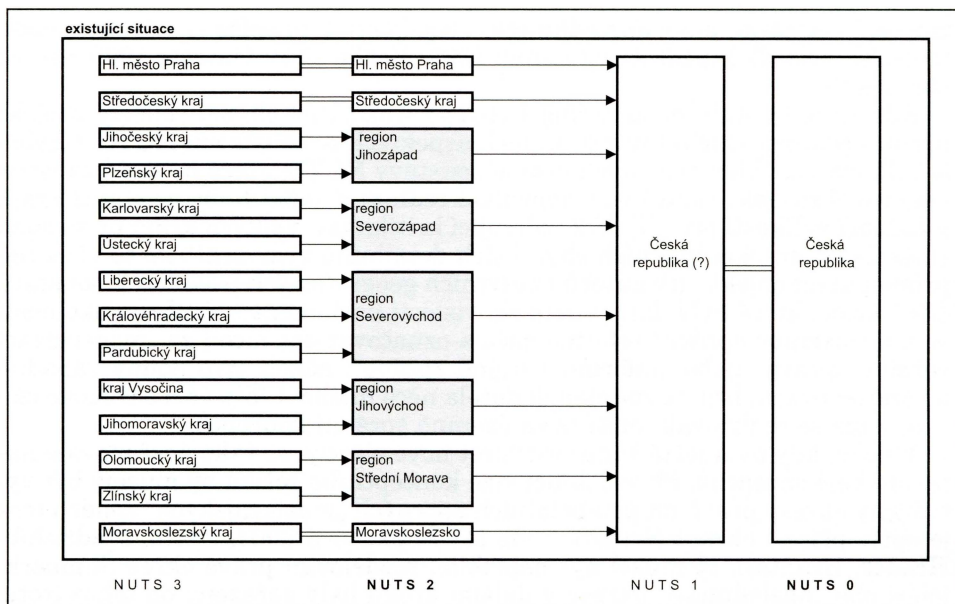 existující situace
Hl. město Praha
Středočeský kraj
Jihočeský kraj
Plzeňský kraj
Karlovarský kraj
Ústecký kraj
Liberecký kraj
Královéhradecký kraj
Pardubický kraj
kraj Vysočina
Jihomoravský kraj
Olomoucký kraj
Zlínský kraj
Moravskoslezský kraj
Hl. město Praha
Středočeský kraj
region
Jihozápad
region
Severozápad
region
Severovýchod
region
Jihovýchod
region
Střední Morava
Moravskoslezsko
Česká
republika (?)
Česká
republika
NUTS 3
NUTS 2
NUTS 1
NUTS 0